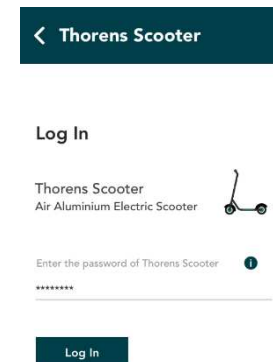 Thorens Scooter
Log In
Thorens Scooter
Air Aluminium Electric Scooter
Enter the password of Thorens Scooter
********
Log In